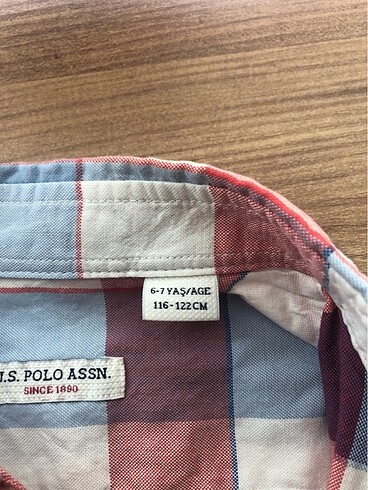 6-7 YAŞ/AGE
116-122CM
U.S. POLO ASSN.
SINCE 1890